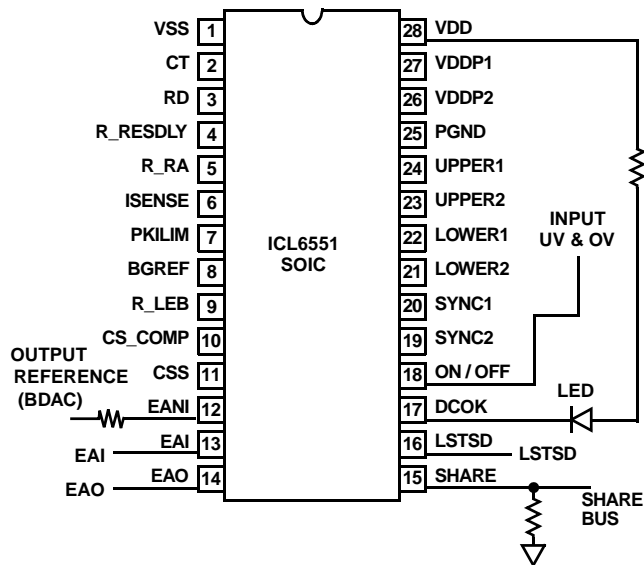 VSS 1 28 VDD
CT 2 27 VDDP1
RD 3 26 VDDP2
R_RESDLY 4 25 PGND
R_RA 5 24 UPPER1
ISENSE 6 23 UPPER2
PKILIM 7 22 LOWER1
BGREF 8 21 LOWER2
R_LEB 9 20 SYNC1
CS_COMP 10 19 SYNC2
CSS 11 18 ON / OFF
EANI 12 17 DCOK
EAI EAI 13 16 LSTSD LSTSD
EAO EAO 14 15 SHARE
ICL6551
SOIC
INPUT
UV & OV
OUTPUT
REFERENCE
(BDAC)
LED
SHARE
BUS